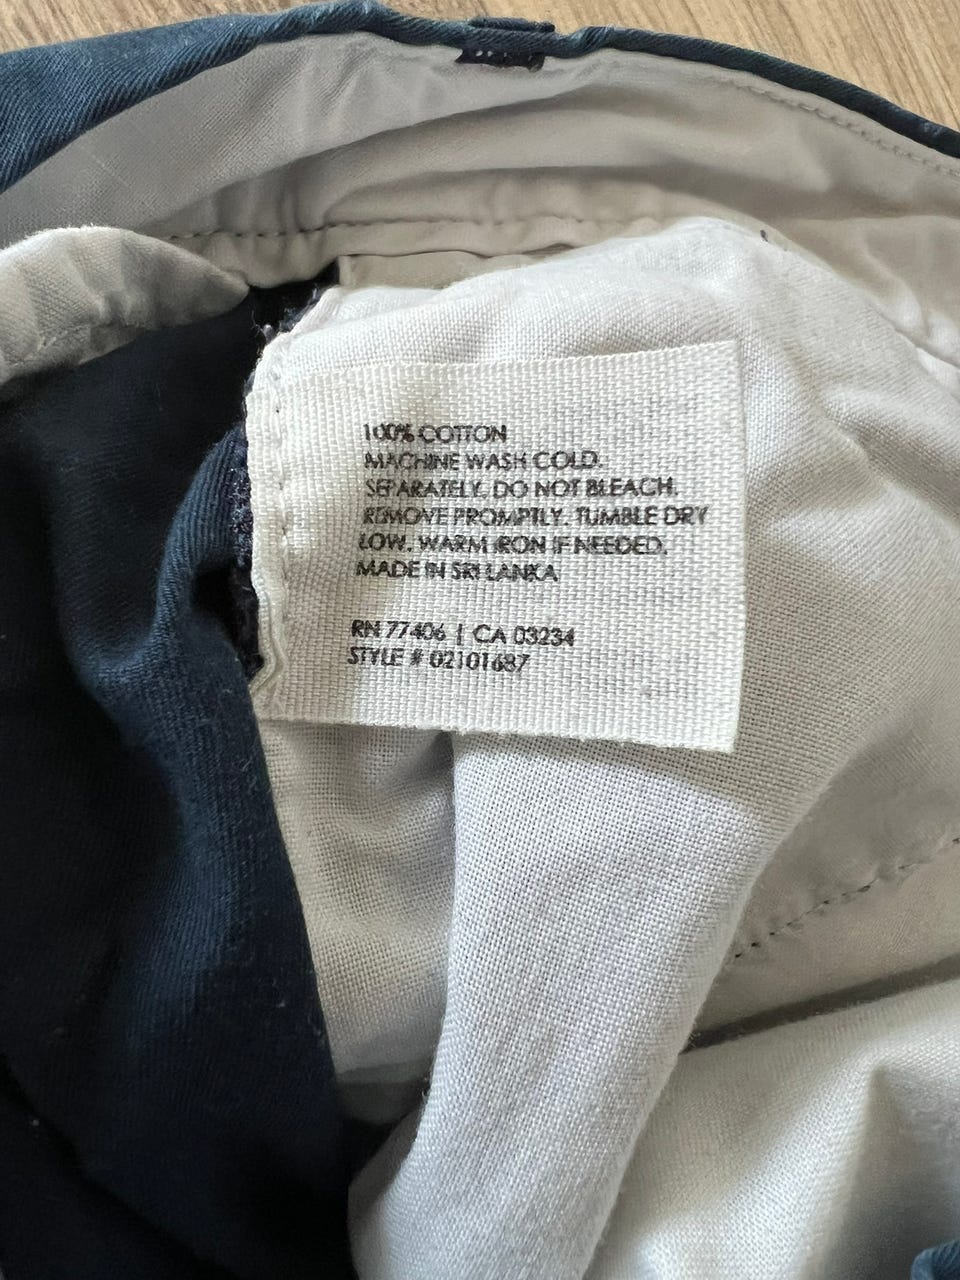 100% COTTON
MACHINE WASH COLD.
SEPARATELY. DO NOT BLEACH.
REMOVE PROMPTLY. TUMBLE DRY
LOW. WARM IRON IF NEEDED.
MADE IN SRI LANKA
RN 77406 | CA 03234
STYLE # 02101687